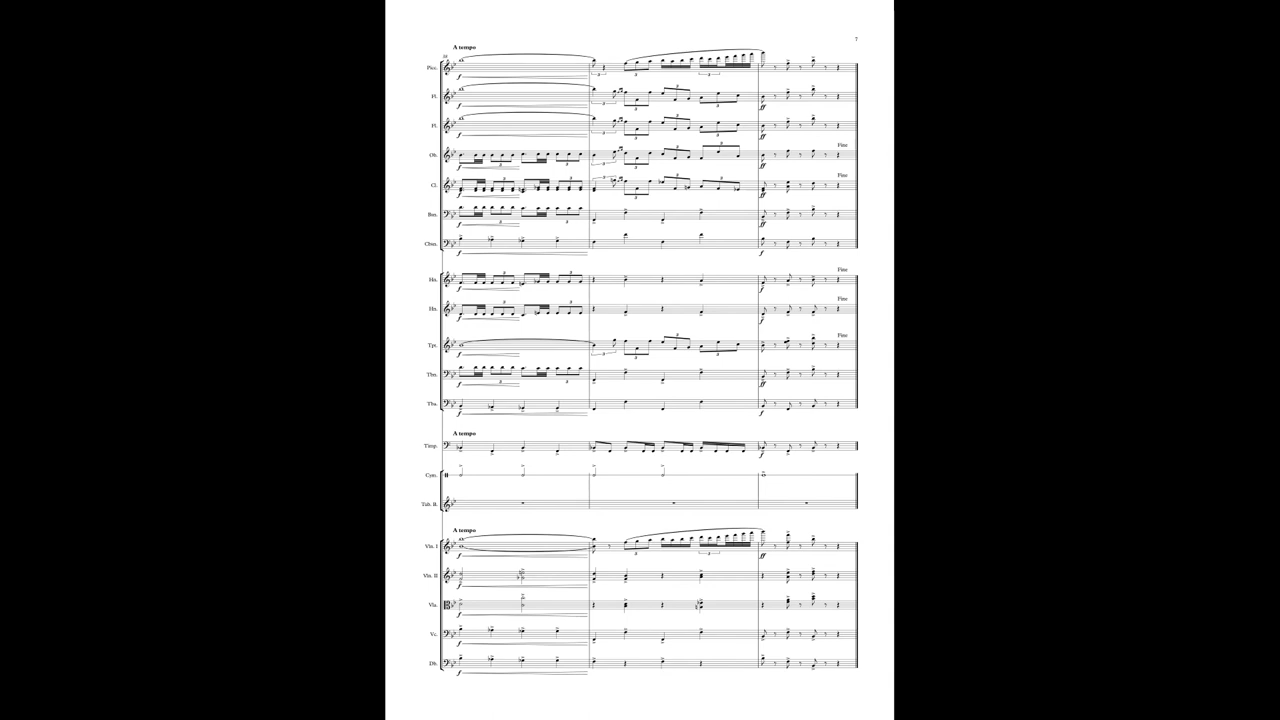 7
A tempo
Picc.
Fl.
Fl.
Ob.
Fine
Cl.
Fine
Bsn.
Cbsn.
Hn.
Fine
Hn.
Fine
Tpt.
Fine
Tbn.
Tba.
A tempo
Timp.
Cym.
Tub. B.
A tempo
Vln. I
Vln. II
Vla.
Vc.
Db.